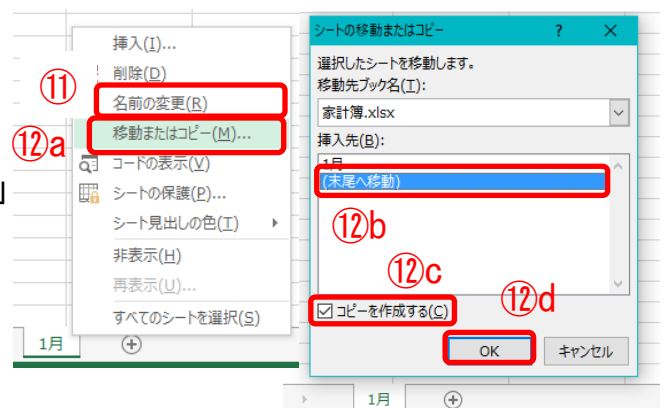 挿入(I)...
削除(D)
⑪
名前の変更(R)
⑫a
移動またはコピー(M)...
コードの表示(V)
」
シートの保護(P)...
シート見出しの色(T)
非表示(H)
再表示(U)...
すべてのシートを選択(S)
1月
シートの移動またはコピー ? ×
選択したシートを移動します。
移動先ブック名(T):
家計簿.xlsx
挿入先(B):
1月
(末尾へ移動)
⑫b
⑫c
⑫d
コピーを作成する(C)
OK キャンセル
1月